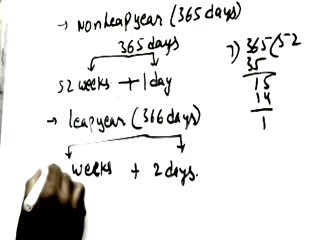 → Nonleapyear (365 days)
365 days
52 weeks + 1 day
→ leapyear (366 days)
weeks + 2 days.
7) 365 (52
35
15
14
1